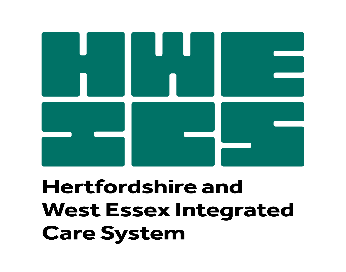 HWE
ICS
Hertfordshire and
West Essex Integrated
Care System